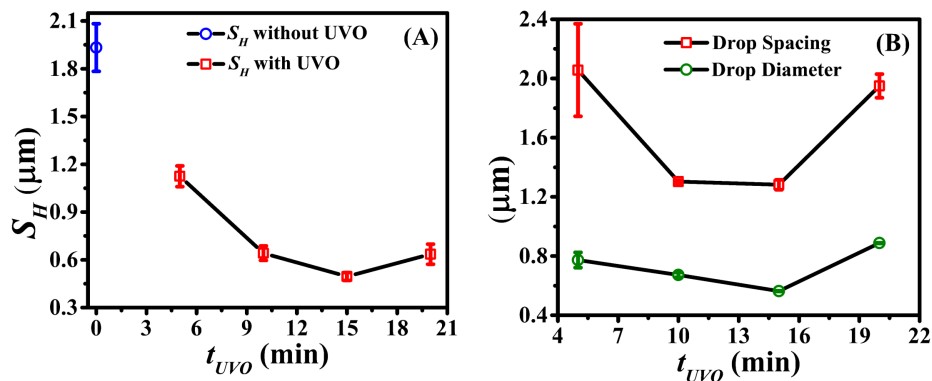 (A)
S_H without UVO
S_H with UVO
S_H (μm)
2.1
1.8
1.5
1.2
0.9
0.6
0.3
0 3 6 9 12 15 18 21
t_UVO (min)
(B)
Drop Spacing
Drop Diameter
(μm)
2.4
2.0
1.6
1.2
0.8
0.4
4 7 10 13 16 19 22
t_UVO (min)